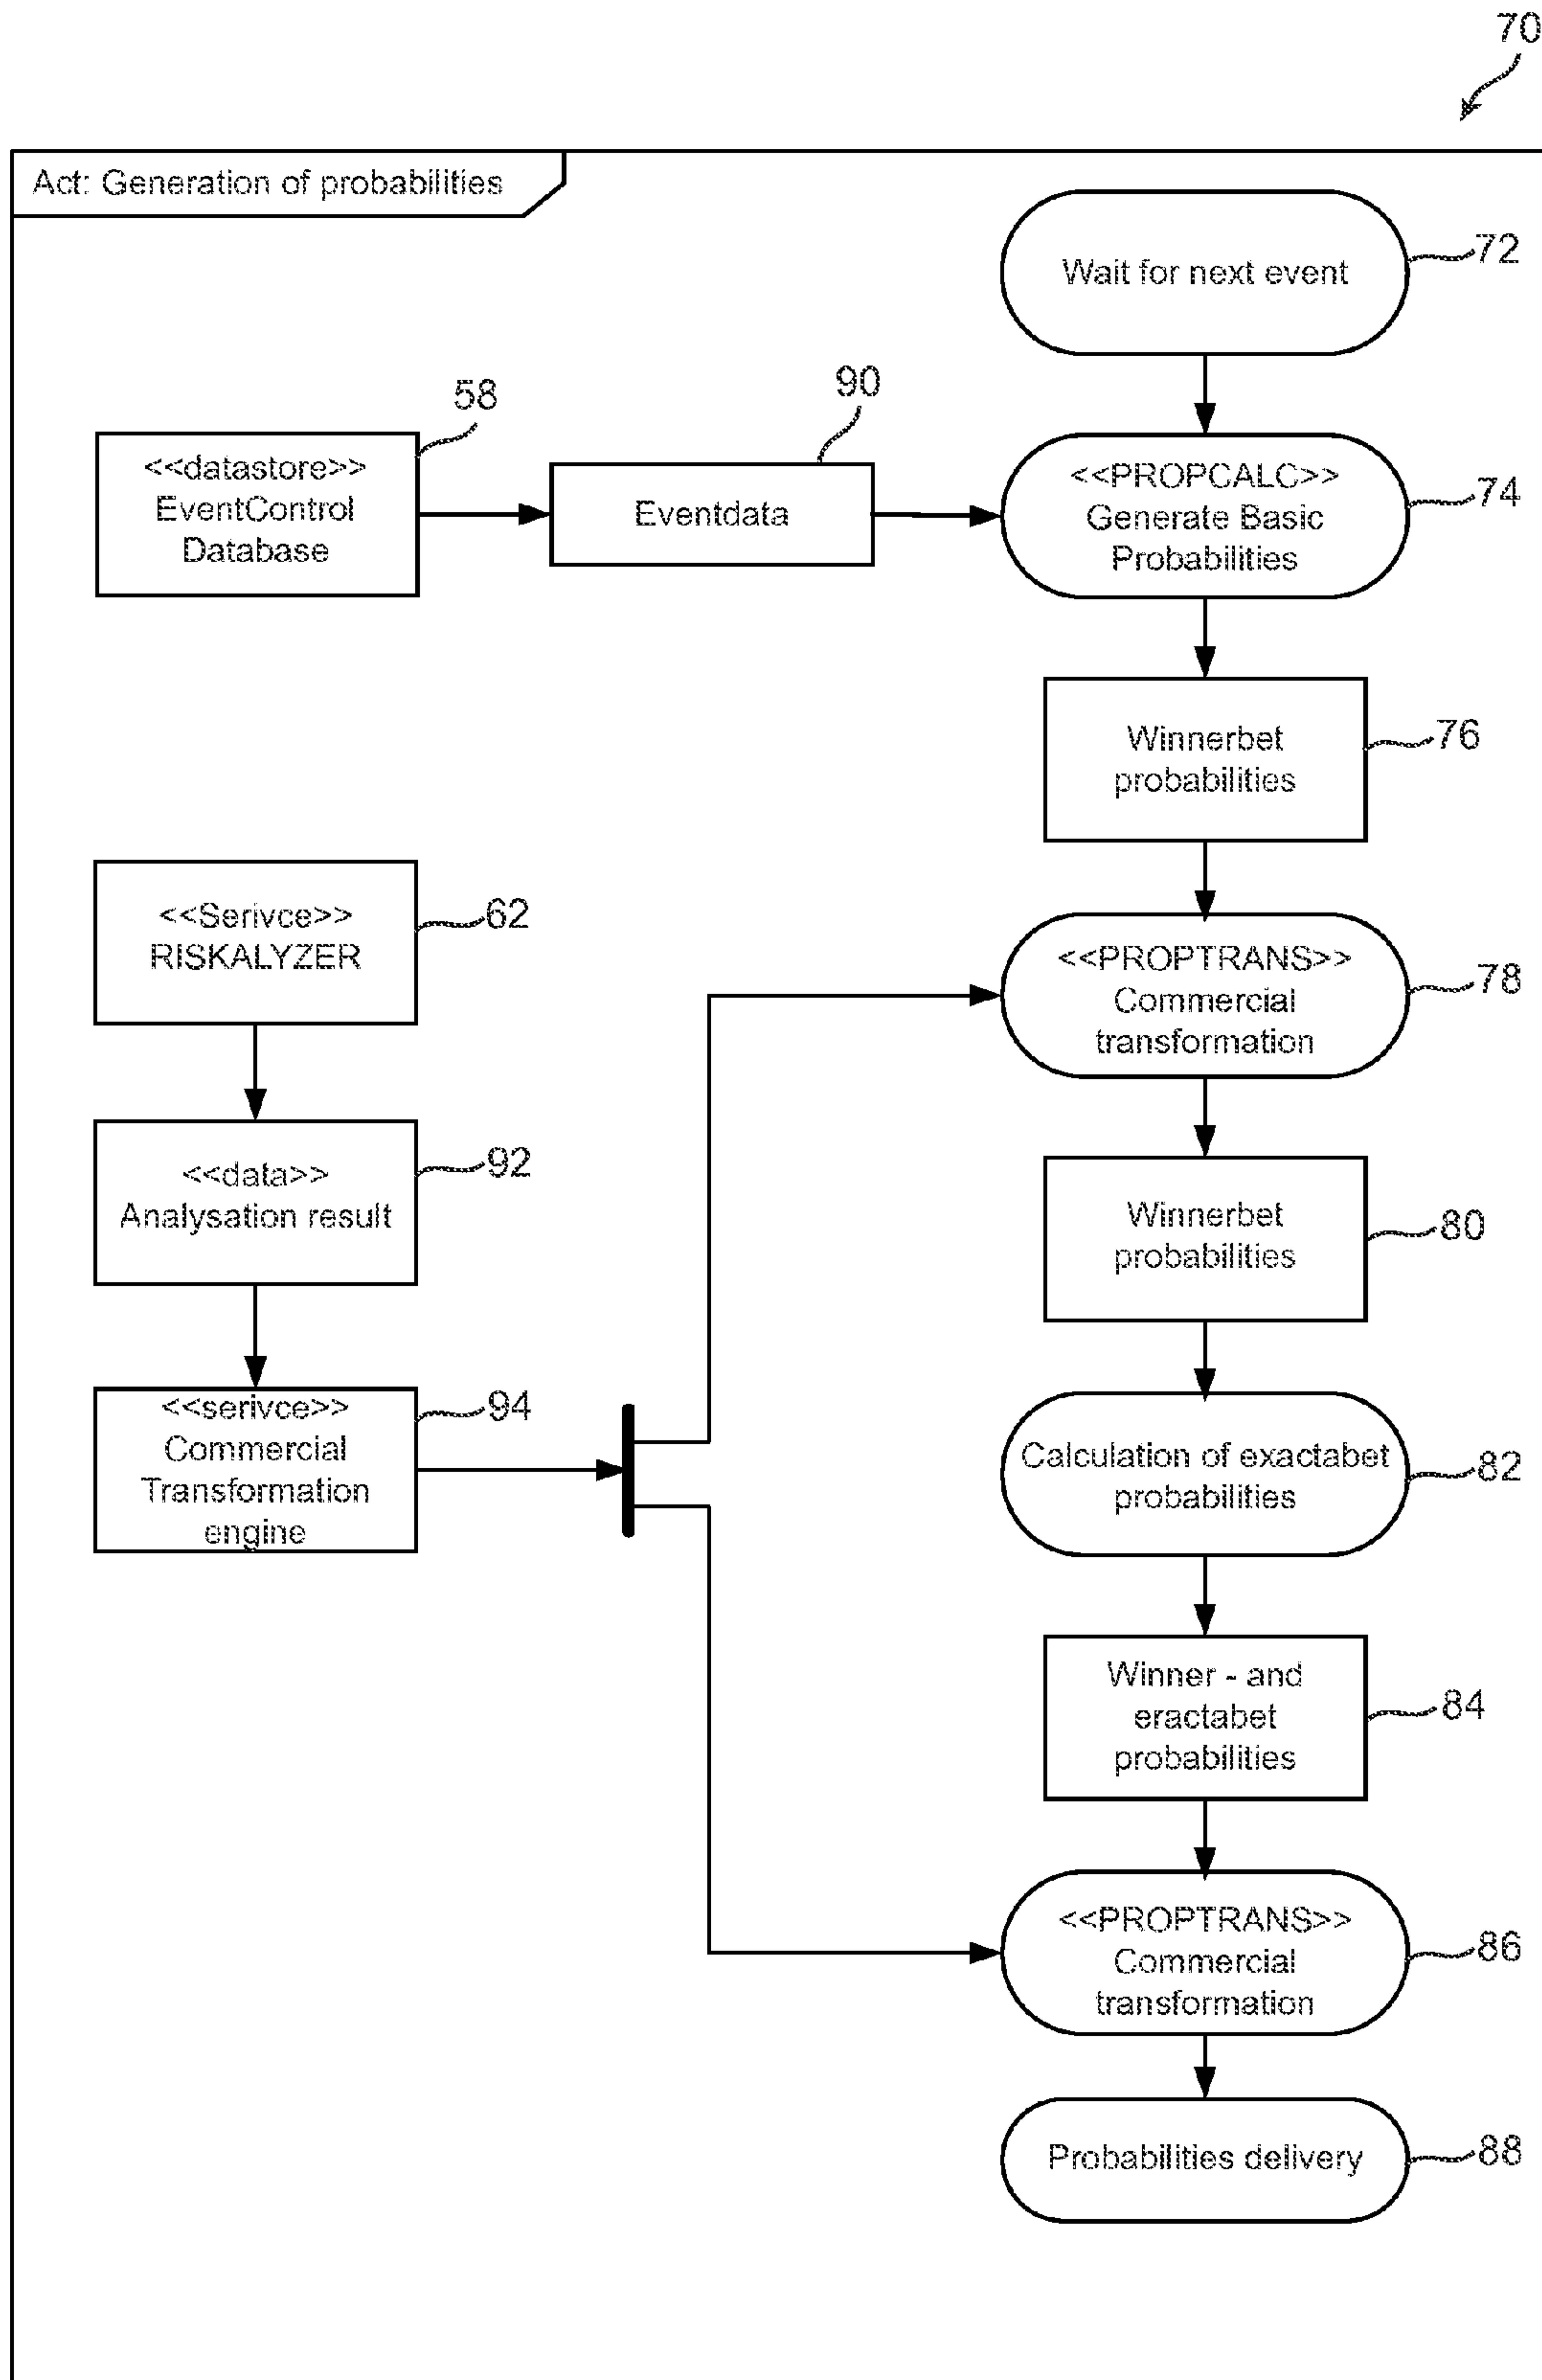 70
Act: Generation of probabilities
Wait for next event
72
58
90
<<datastore>>
EventControl
Database
Eventdata
<<PROPCALC>>
Generate Basic
Probabilities
74
Winnerbet
probabilities
76
<<Serivce>>
RISKALYZER
62
<<PROPTRANS>>
Commercial
transformation
78
<<data>>
Analysation result
92
Winnerbet
probabilities
80
<<serivce>>
Commercial
Transformation
engine
94
Calculation of exactabet
probabilities
82
Winner - and
eractabet
probabilities
84
<<PROPTRANS>>
Commercial
transformation
86
Probabilities delivery
88